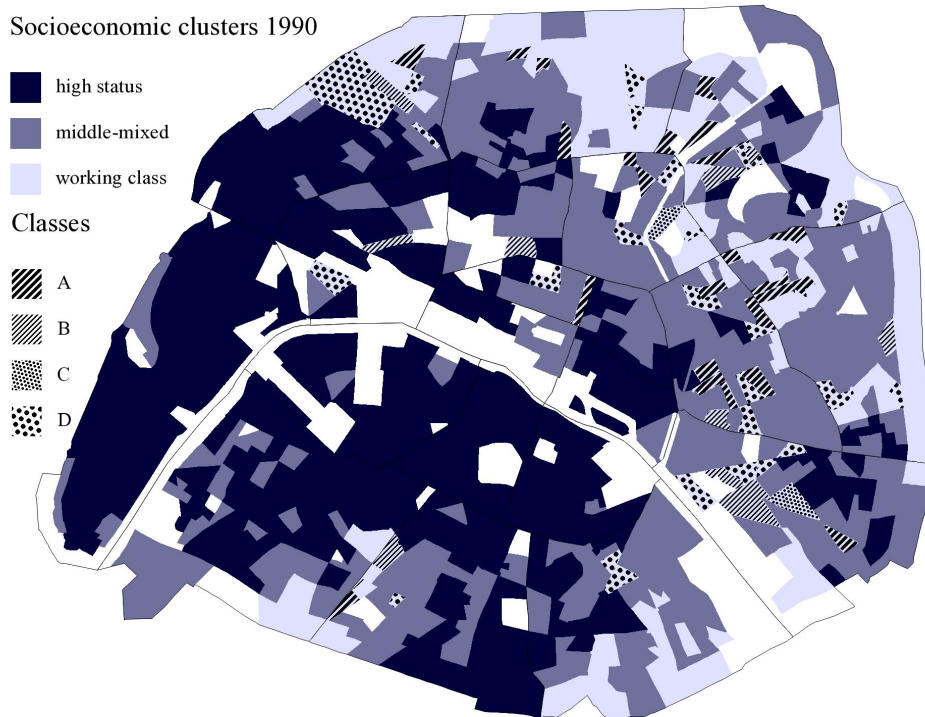 Socioeconomic clusters 1990
high status
middle-mixed
working class
Classes
A
B
C
D